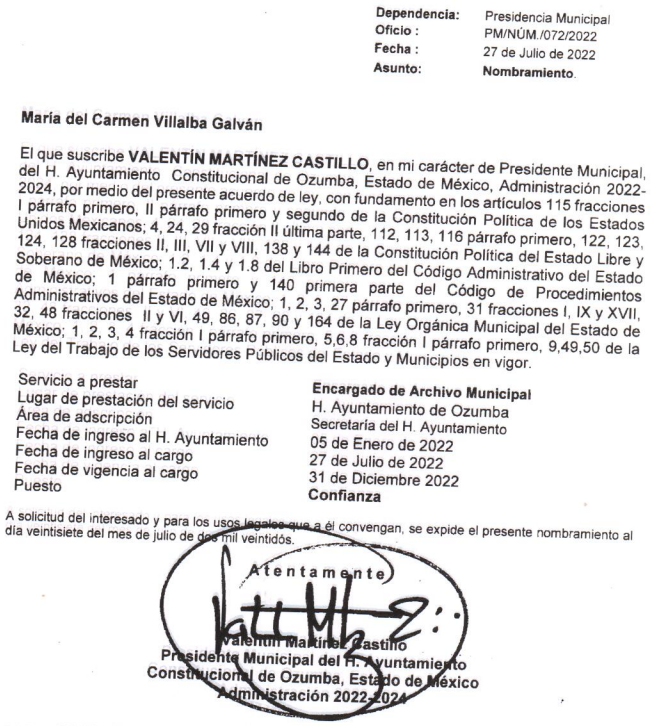 Dependencia: Presidencia Municipal
Oficio : PM/NÚM./072/2022
Fecha : 27 de Julio de 2022
Asunto: Nombramiento.
María del Carmen Villalba Galván
El que suscribe VALENTÍN MARTÍNEZ CASTILLO, en mi carácter de Presidente Municipal,
del H. Ayuntamiento Constitucional de Ozumba, Estado de México, Administración 2022-
2024, por medio del presente acuerdo de ley, con fundamento en los artículos 115 fracciones
I párrafo primero, II párrafo primero y segundo de la Constitución Política de los Estados
Unidos Mexicanos; 4, 24, 29 fracción II última parte, 112, 113, 116 párrafo primero, 122, 123,
124, 128 fracciones II, III, VII y VIII, 138 y 144 de la Constitución Política del Estado Libre y
Soberano de México; 1.2, 1.4 y 1.8 del Libro Primero del Código Administrativo del Estado
de México; 1 párrafo primero y 140 primera parte del Código de Procedimientos
Administrativos del Estado de México; 1, 2, 3, 27 párrafo primero, 31 fracciones I, IX y XVII,
32, 48 fracciones II y VI, 49, 86, 87, 90 y 164 de la Ley Orgánica Municipal del Estado de
México; 1, 2, 3, 4 fracción I párrafo primero, 5,6,8 fracción I párrafo primero, 9,49,50 de la
Ley del Trabajo de los Servidores Públicos del Estado y Municipios en vigor.
Servicio a prestar Encargado de Archivo Municipal
Lugar de prestación del servicio H. Ayuntamiento de Ozumba
Área de adscripción Secretaría del H. Ayuntamiento
Fecha de ingreso al H. Ayuntamiento 05 de Enero de 2022
Fecha de ingreso al cargo 27 de Julio de 2022
Fecha de vigencia al cargo 31 de Diciembre 2022
Puesto Confianza
A solicitud del interesado y para los usos legales que a él convengan, se expide el presente nombramiento al
día veintisiete del mes de julio de dos mil veintidós.
Atentamente
Valentín Martínez Castillo
Presidente Municipal del H. Ayuntamiento
Constitucional de Ozumba, Estado de México
Administración 2022-2024